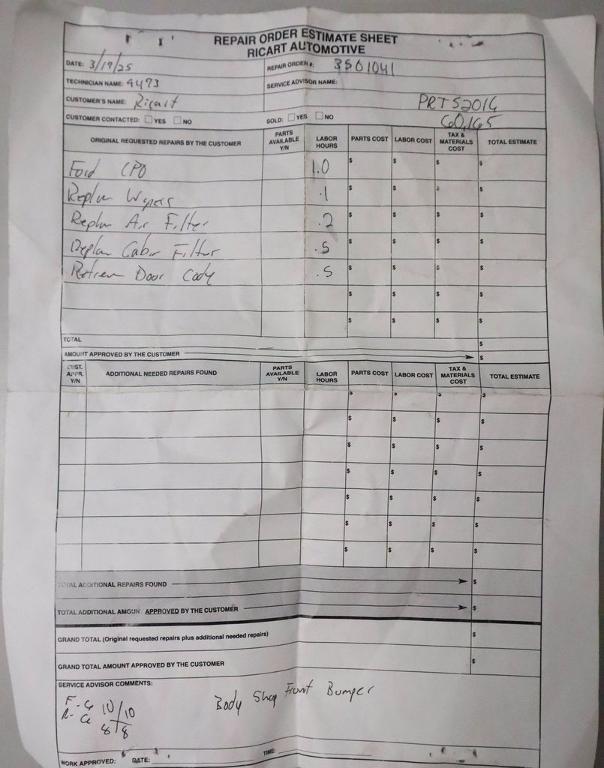 REPAIR ORDER ESTIMATE SHEET
RICART AUTOMOTIVE
DATE: 3/19/25 REPAIR ORDER #: 3501041
TECHNICIAN NAME: 4493 SERVICE ADVISOR NAME:
CUSTOMER'S NAME: Ricart PRTS2016
CUSTOMER CONTACTED: YES NO SOLD: YES NO 60,165
ORIGINAL REQUESTED REPAIRS BY THE CUSTOMER PARTS AVAILABLE Y/N LABOR HOURS PARTS COST LABOR COST TAX & MATERIALS COST TOTAL ESTIMATE
Ford CPO 1.0 $ $ $ $
Replace Wipers .1 $ $ $ $
Replace Air Filter .2 $ $ $ $
Replace Cabin Filter .5 $ $ $ $
Door Code .5 $ $ $ $
$ $ $ $
$ $ $ $
TOTAL $
AMOUNT APPROVED BY THE CUSTOMER $
CUST. APPR. Y/N ADDITIONAL NEEDED REPAIRS FOUND PARTS AVAILABLE Y/N LABOR HOURS PARTS COST LABOR COST TAX & MATERIALS COST TOTAL ESTIMATE
$ $ $ $
$ $ $ $
$ $ $ $
$ $ $ $
$ $ $ $
$ $ $ $
$ $ $ $
TOTAL ADDITIONAL REPAIRS FOUND $
TOTAL ADDITIONAL AMOUNT APPROVED BY THE CUSTOMER $
GRAND TOTAL (Original requested repairs plus additional needed repairs) $
GRAND TOTAL AMOUNT APPROVED BY THE CUSTOMER $
SERVICE ADVISOR COMMENTS:
Body Shop Front Bumper
F- 10/10
R- 8/8
WORK APPROVED: DATE: TIME: